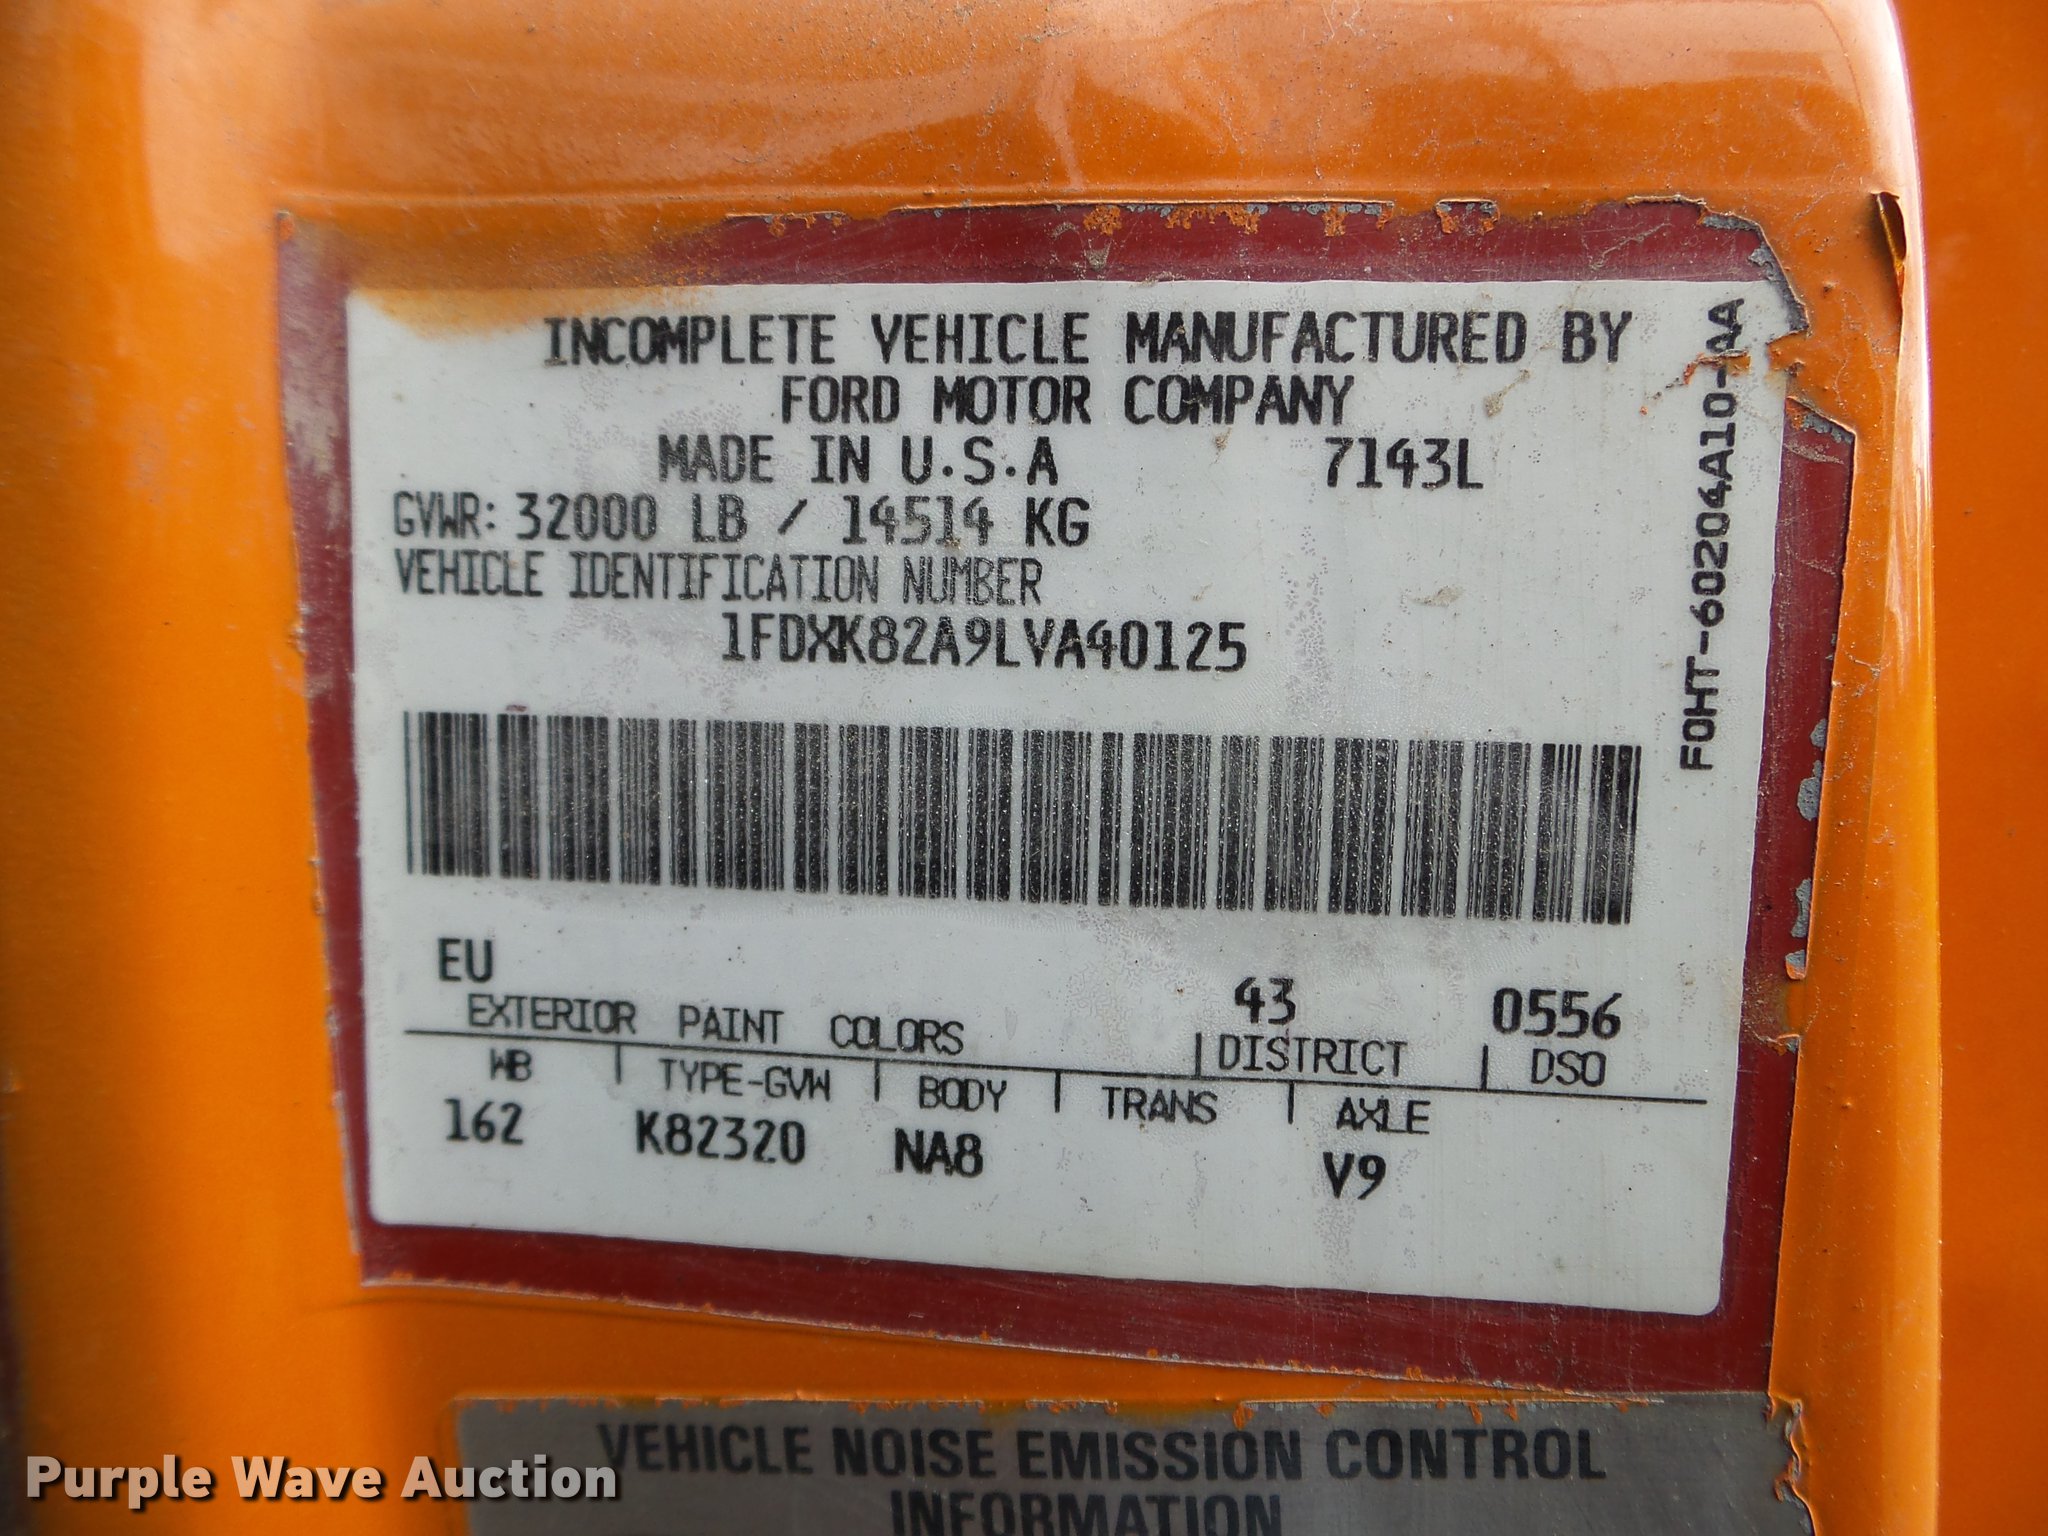 INCOMPLETE VEHICLE MANUFACTURED BY
FORD MOTOR COMPANY
MADE IN U.S.A 7143L
GVWR: 32000 LB / 14514 KG
VEHICLE IDENTIFICATION NUMBER
1FDXK82A9LVA40125
F0HT-60204A10-AA
EU 43 0556
EXTERIOR PAINT COLORS DISTRICT DSO
WB TYPE-GVW BODY TRANS AXLE
162 K82320 NA8 V9
VEHICLE NOISE EMISSION CONTROL
INFORMATION
Purple Wave Auction